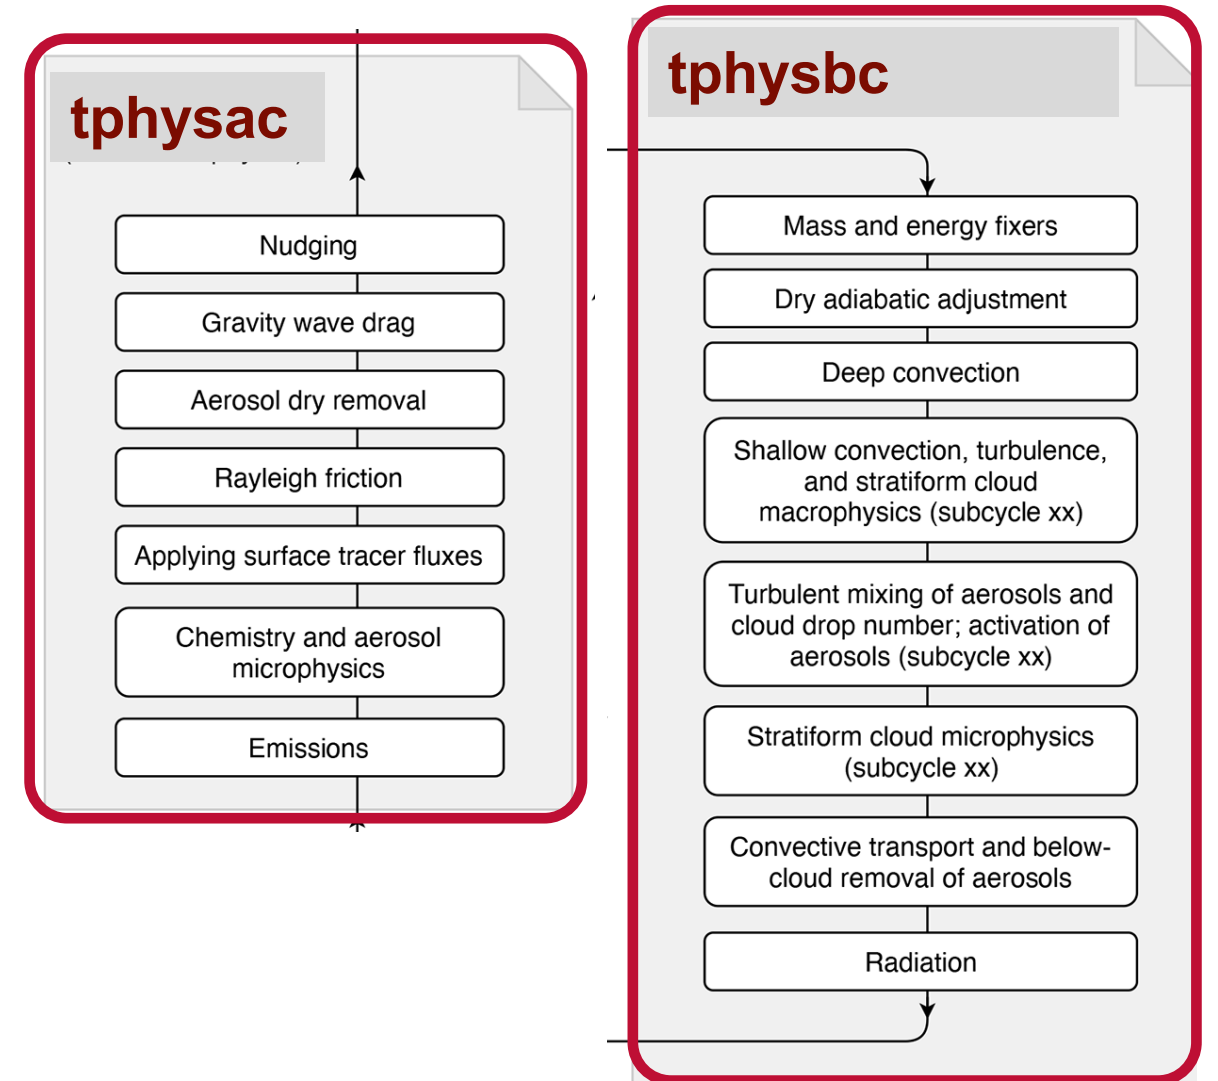 tphysac
Nudging
Gravity wave drag
Aerosol dry removal
Rayleigh friction
Applying surface tracer fluxes
Chemistry and aerosol
microphysics
Emissions
tphysbc
Mass and energy fixers
Dry adiabatic adjustment
Deep convection
Shallow convection, turbulence,
and stratiform cloud
macrophysics (subcycle xx)
Turbulent mixing of aerosols and
cloud drop number; activation of
aerosols (subcycle xx)
Stratiform cloud microphysics
(subcycle xx)
Convective transport and below-
cloud removal of aerosols
Radiation